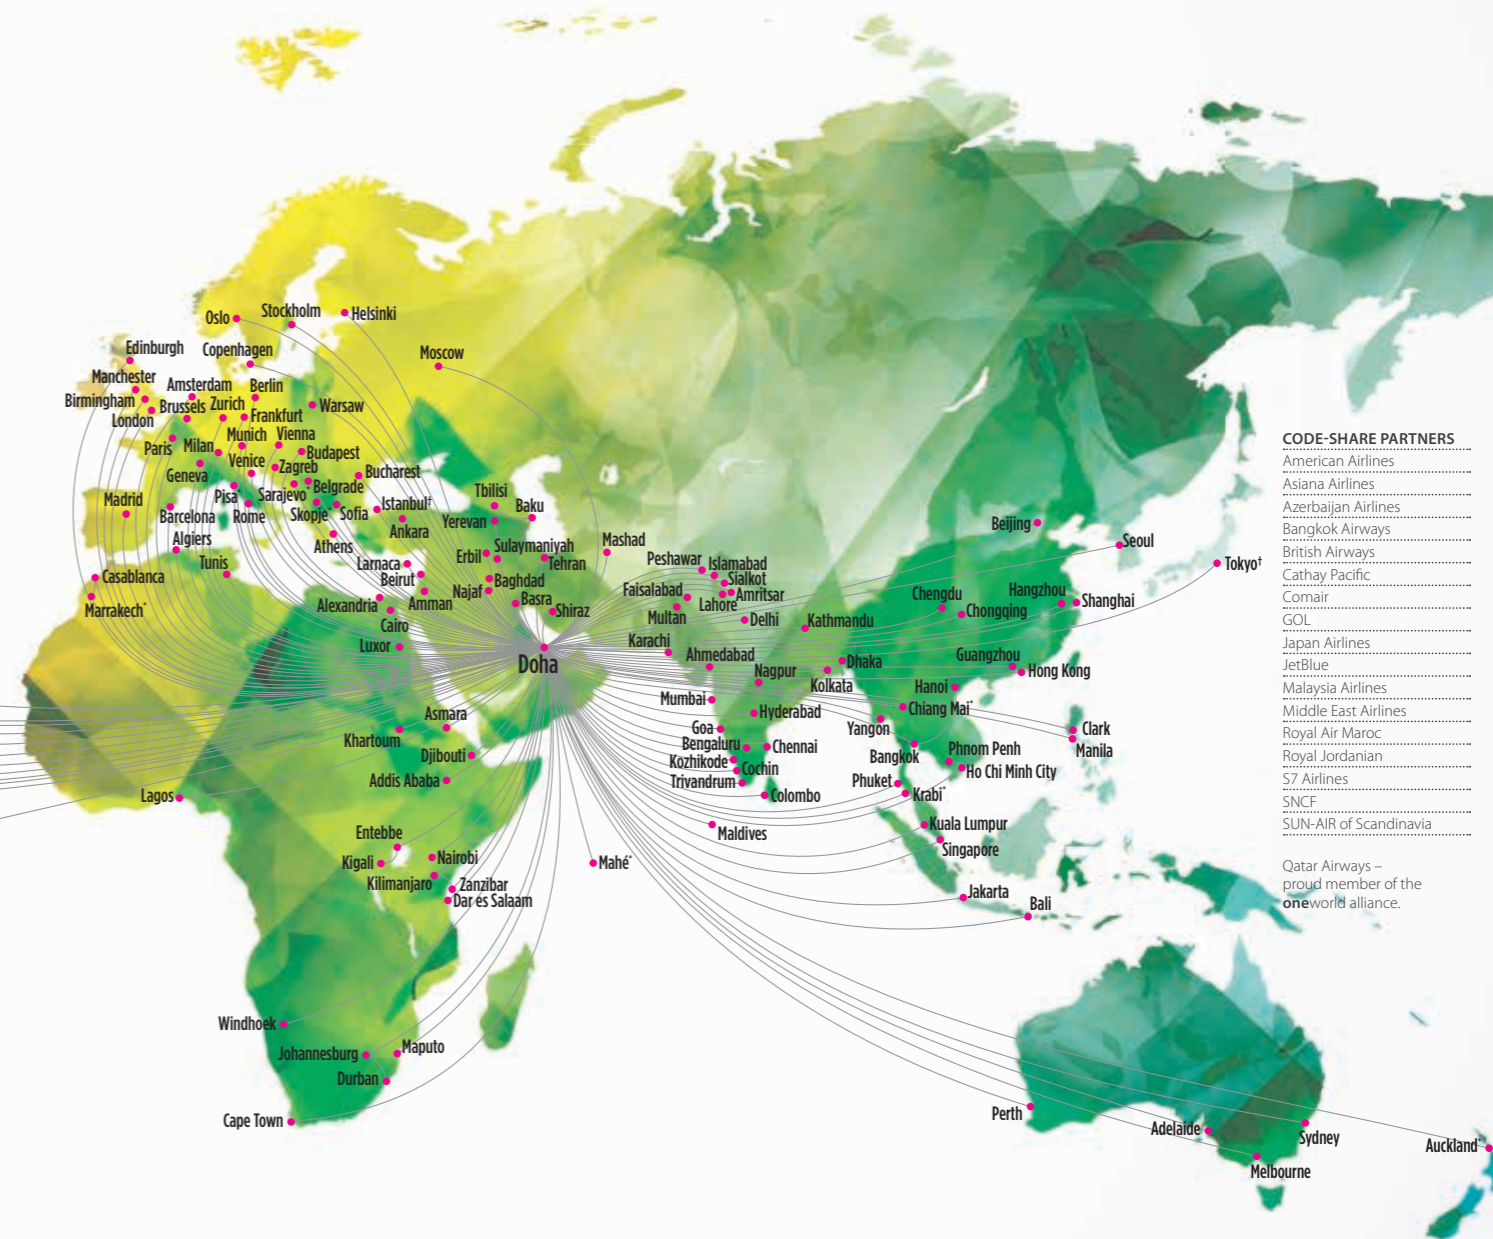 Oslo
Stockholm
Helsinki
Edinburgh
Copenhagen
Moscow
Manchester
Amsterdam
Berlin
Birmingham
Brussels
Zurich
Frankfurt
Warsaw
London
Paris
Milan
Munich
Vienna
Budapest
Geneva
Venice
Zagreb
Bucharest
Madrid
Pisa*
Sarajevo*
Belgrade
Barcelona
Rome
Skopje*
Sofia
Istanbul†
Ankara
Tbilisi
Baku
Yerevan
Algiers
Athens
Tunis
Larnaca
Beirut
Erbil
Sulaymaniyah
Tehran
Mashad
Casablanca
Marrakech*
Alexandria
Amman
Najaf
Baghdad
Basra
Shiraz
Cairo
Luxor
Doha
Peshawar
Islamabad
Sialkot
Faisalabad
Amritsar
Lahore
Multan
Delhi
Kathmandu
Karachi
Ahmedabad
Nagpur
Dhaka
Kolkata
Mumbai
Hyderabad
Goa
Bengaluru
Chennai
Kozhikode
Cochin
Trivandrum
Colombo
Maldives
Beijing
Seoul
Tokyo†
Chengdu
Hangzhou
Chongqing
Shanghai
Guangzhou
Hong Kong
Hanoi
Chiang Mai*
Yangon
Clark
Manila
Bangkok
Phnom Penh
Ho Chi Minh City
Phuket
Krabi*
Kuala Lumpur
Singapore
Jakarta
Bali
Asmara
Khartoum
Djibouti
Addis Ababa
Lagos
Entebbe
Kigali
Nairobi
Kilimanjaro
Zanzibar
Dar es Salaam
Mahé*
Windhoek
Johannesburg
Maputo
Durban
Cape Town
Perth
Adelaide
Sydney
Melbourne
Auckland*
CODE-SHARE PARTNERS
American Airlines
Asiana Airlines
Azerbaijan Airlines
Bangkok Airways
British Airways
Cathay Pacific
Comair
GOL
Japan Airlines
JetBlue
Malaysia Airlines
Middle East Airlines
Royal Air Maroc
Royal Jordanian
S7 Airlines
SNCF
SUN-AIR of Scandinavia
Qatar Airways –
proud member of the
oneworld alliance.